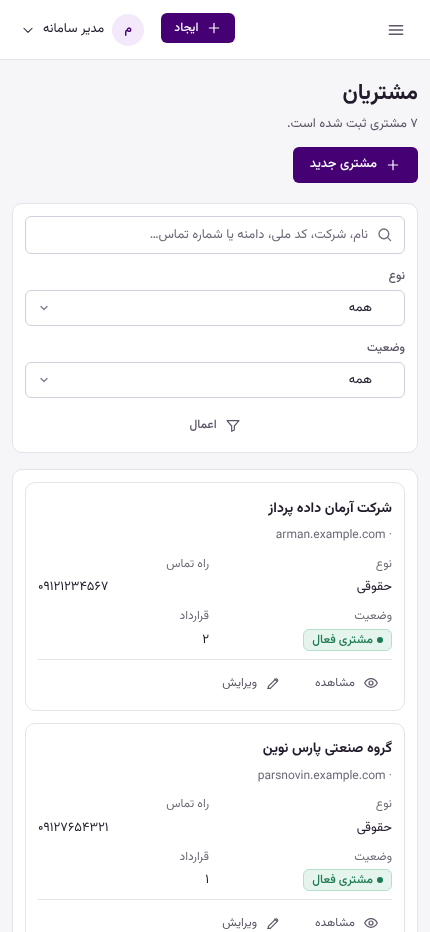 ایجاد
م
مدیر سامانه
مشتریان
۷ مشتری ثبت شده است.
مشتری جدید
نام، شرکت، کد ملی، دامنه یا شماره تماس...
نوع
همه
وضعیت
همه
اعمال
شرکت آرمان داده پرداز
· arman.example.com
نوع
راه تماس
حقوقی
۰۹۱۲۱۲۳۴۵۶۷
وضعیت
قرارداد
مشتری فعال
۲
مشاهده
ویرایش
گروه صنعتی پارس نوین
· parsnovin.example.com
نوع
راه تماس
حقوقی
۰۹۱۲۷۶۵۴۳۲۱
وضعیت
قرارداد
مشتری فعال
۱
مشاهده
ویرایش